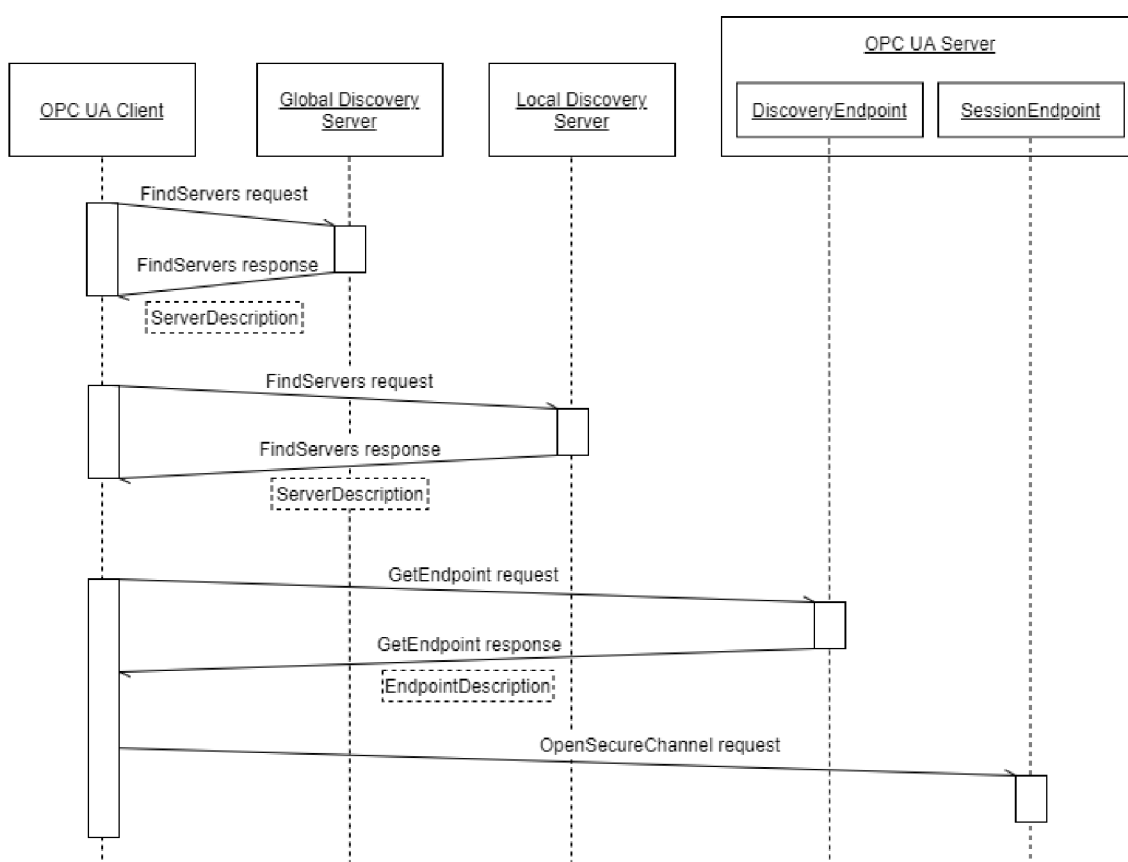 OPC UA Server
OPC UA Client
Global Discovery
Server
Local Discovery
Server
DiscoveryEndpoint
SessionEndpoint
FindServers request
FindServers response
ServerDescription
FindServers request
FindServers response
ServerDescription
GetEndpoint request
GetEndpoint response
EndpointDescription
OpenSecureChannel request